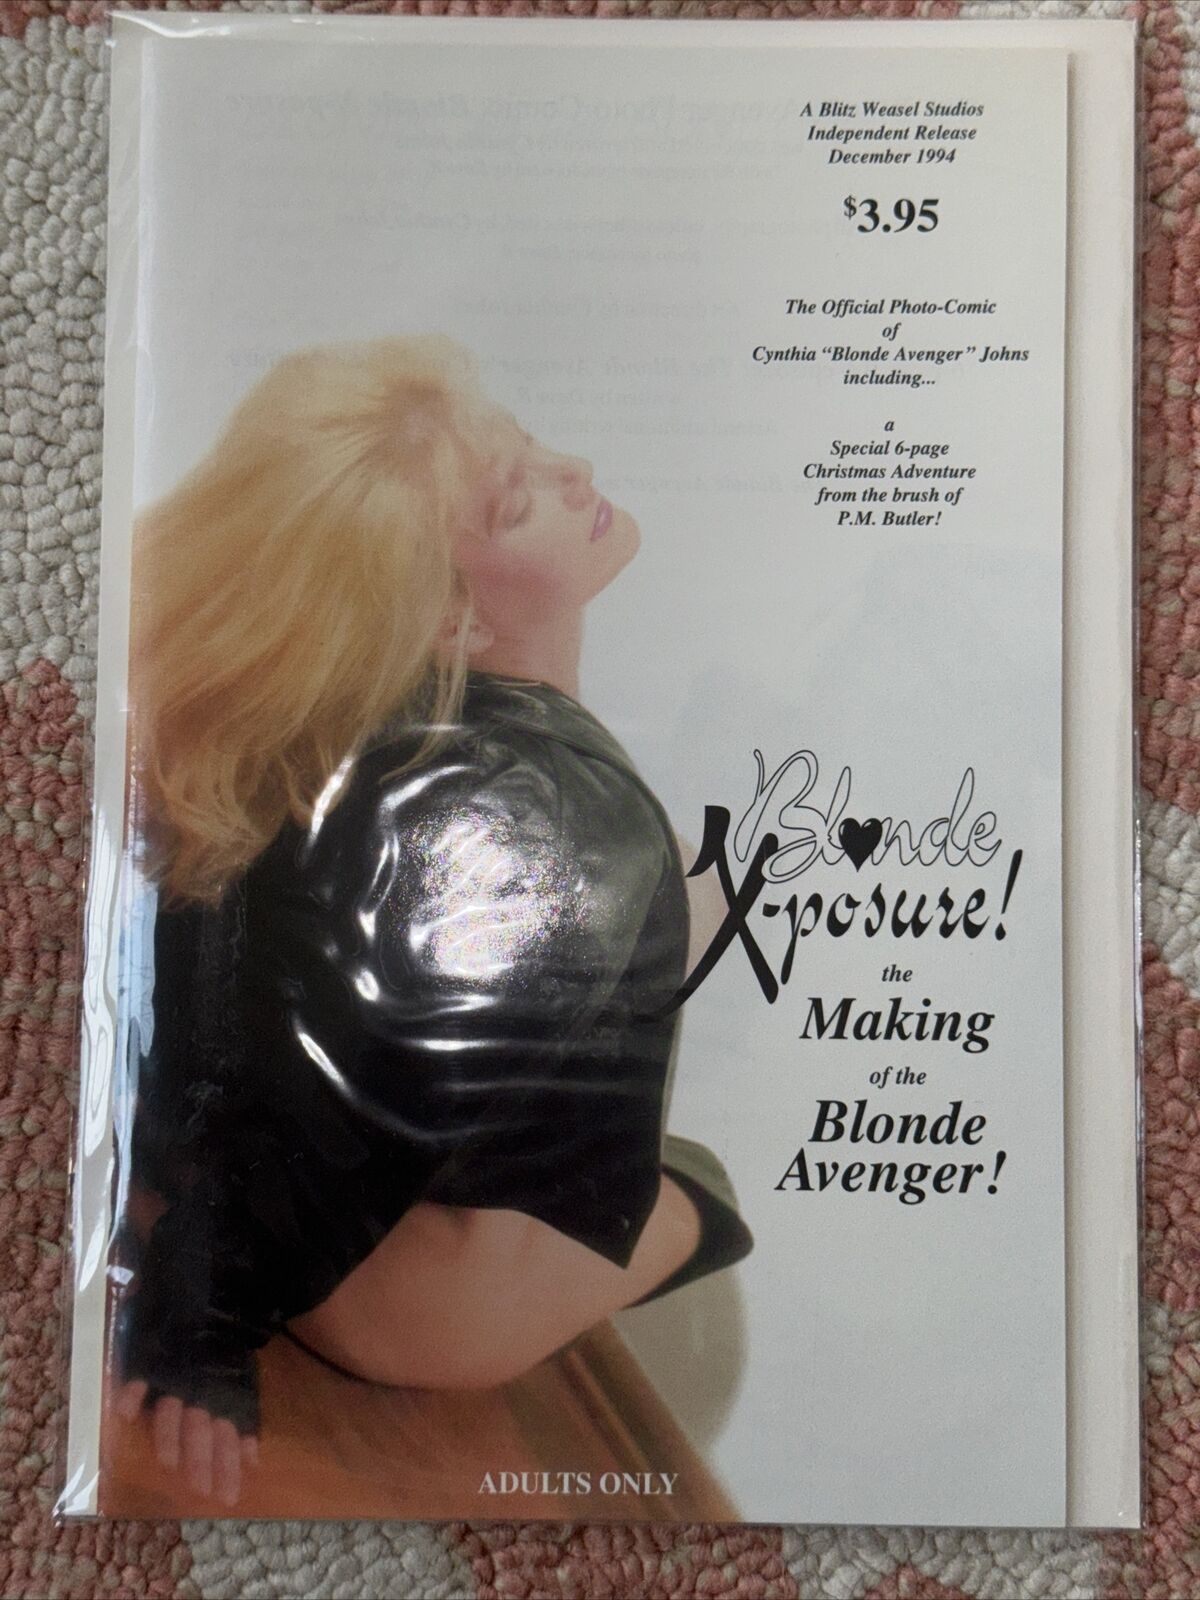 A Blitz Weasel Studios
Independent Release
December 1994
$3.95
The Official Photo-Comic
of
Cynthia “Blonde Avenger” Johns
including...
a
Special 6-page
Christmas Adventure
from the brush of
P.M. Butler!
Blonde
X-posure!
the
Making
of the
Blonde
Avenger!
ADULTS ONLY